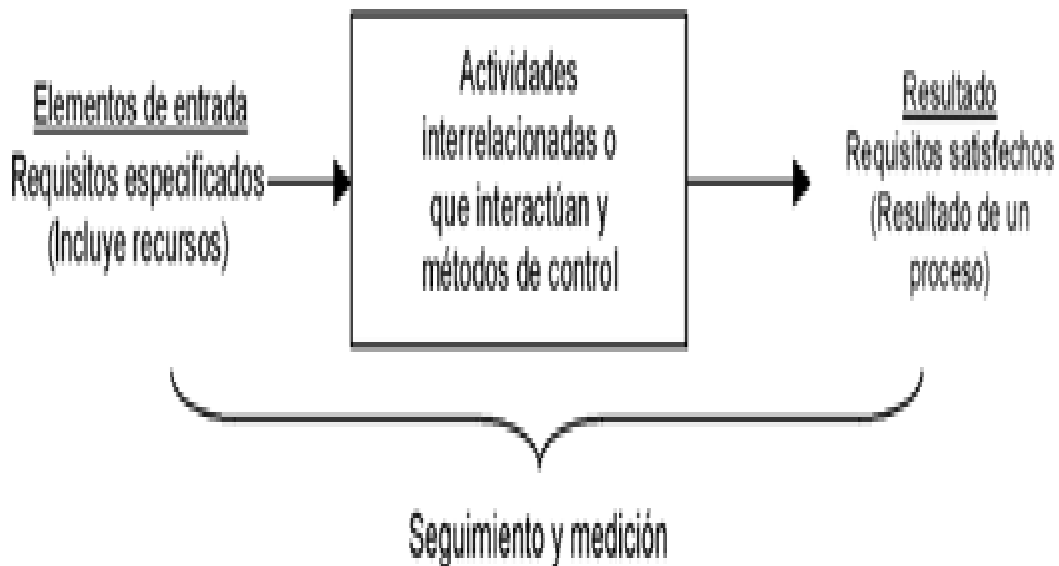 Elementos de entrada
Requisitos especificados
(Incluye recursos)
Actividades
interrelacionadas o
que interactúan y
métodos de control
Resultado
Requisitos satisfechos
(Resultado de un
proceso)
Seguimiento y medición